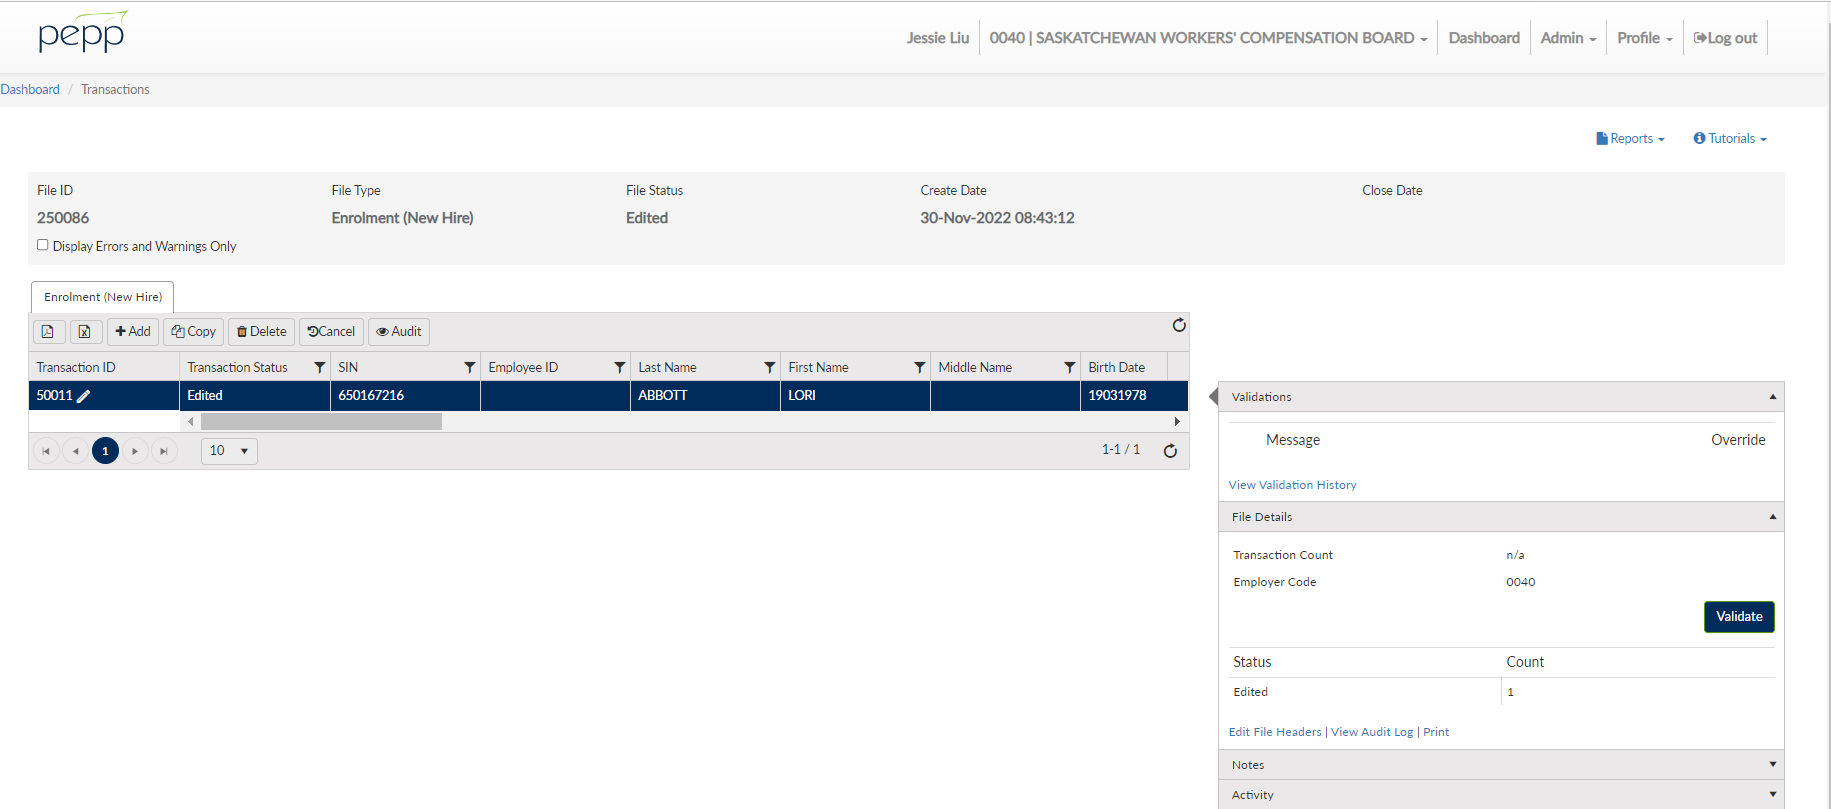 pepp
Jessie Liu 0040 | SASKATCHEWAN WORKERS' COMPENSATION BOARD Dashboard Admin Profile Log out
Dashboard / Transactions
Reports Tutorials
File ID File Type File Status Create Date Close Date
250086 Enrolment (New Hire) Edited 30-Nov-2022 08:43:12
Display Errors and Warnings Only
Enrolment (New Hire)
Add Copy Delete Cancel Audit
Transaction ID Transaction Status SIN Employee ID Last Name First Name Middle Name Birth Date
50011 Edited 650167216 ABBOTT LORI 19031978
1 10 1-1 / 1
Validations
Message Override
View Validation History
File Details
Transaction Count n/a
Employer Code 0040
Validate
Status Count
Edited 1
Edit File Headers | View Audit Log | Print
Notes
Activity